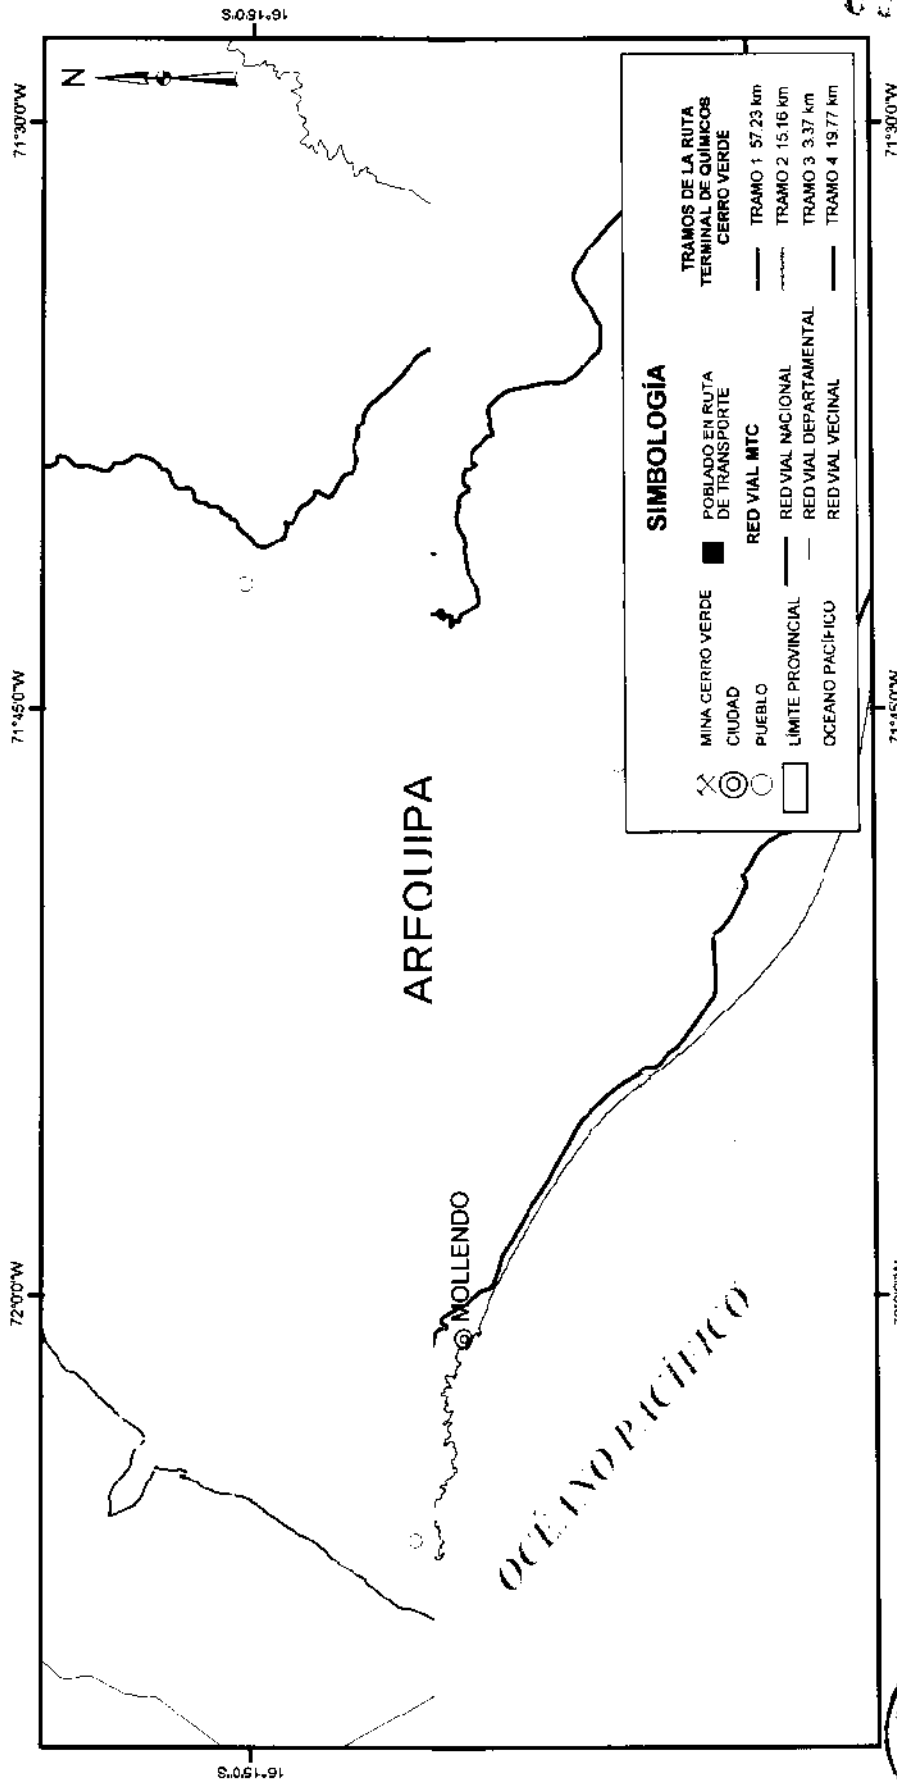 16°15'0"S
71°30'0"W
71°45'0"W
72°0'0"W
N
AREQUIPA
MOLLENDO
OCÉANO PACÍFICO
SIMBOLOGÍA
MINA CERRO VERDE
CIUDAD
PUEBLO
LÍMITE PROVINCIAL
OCEANO PACÍFICO
POBLADO EN RUTA
DE TRANSPORTE
RED VIAL MTC
RED VIAL NACIONAL
RED VIAL DEPARTAMENTAL
RED VIAL VECINAL
TRAMOS DE LA RUTA
TERMINAL DE QUÍMICOS
CERRO VERDE
TRAMO 1 57.23 km
TRAMO 2 15.16 km
TRAMO 3 3.37 km
TRAMO 4 19.77 km
71°30'0"W
71°45'0"W
16°15'0"S